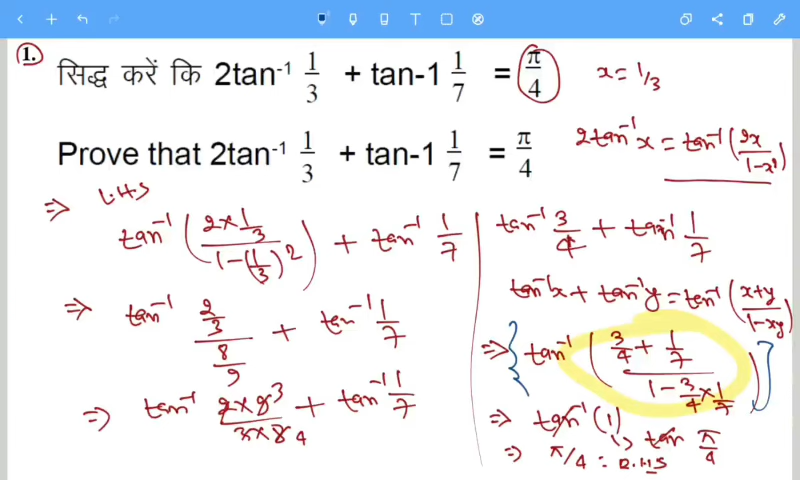 1.
सिद्ध करें कि 2tan⁻¹ 1/3 + tan-1 1/7 = π/4
x = 1/3
Prove that 2tan⁻¹ 1/3 + tan-1 1/7 = π/4
2tan⁻¹x = tan⁻¹(2x/1-x²)
⇒ L.H.S
tan⁻¹(2×1/3 / 1-(1/3)²) + tan⁻¹ 1/7
⇒ tan⁻¹ 2/3 / 8/9 + tan⁻¹ 1/7
⇒ tan⁻¹ 2×9 3/3×8 4 + tan⁻¹ 1/7
tan⁻¹ 3/4 + tan⁻¹ 1/7
tan⁻¹x + tan⁻¹y = tan⁻¹(x+y/1-xy)
⇒ { tan⁻¹(3/4 + 1/7 / 1-3/4×1/7) }
⇒ tan⁻¹(1)
tan π/4
⇒ π/4 = R.H.S